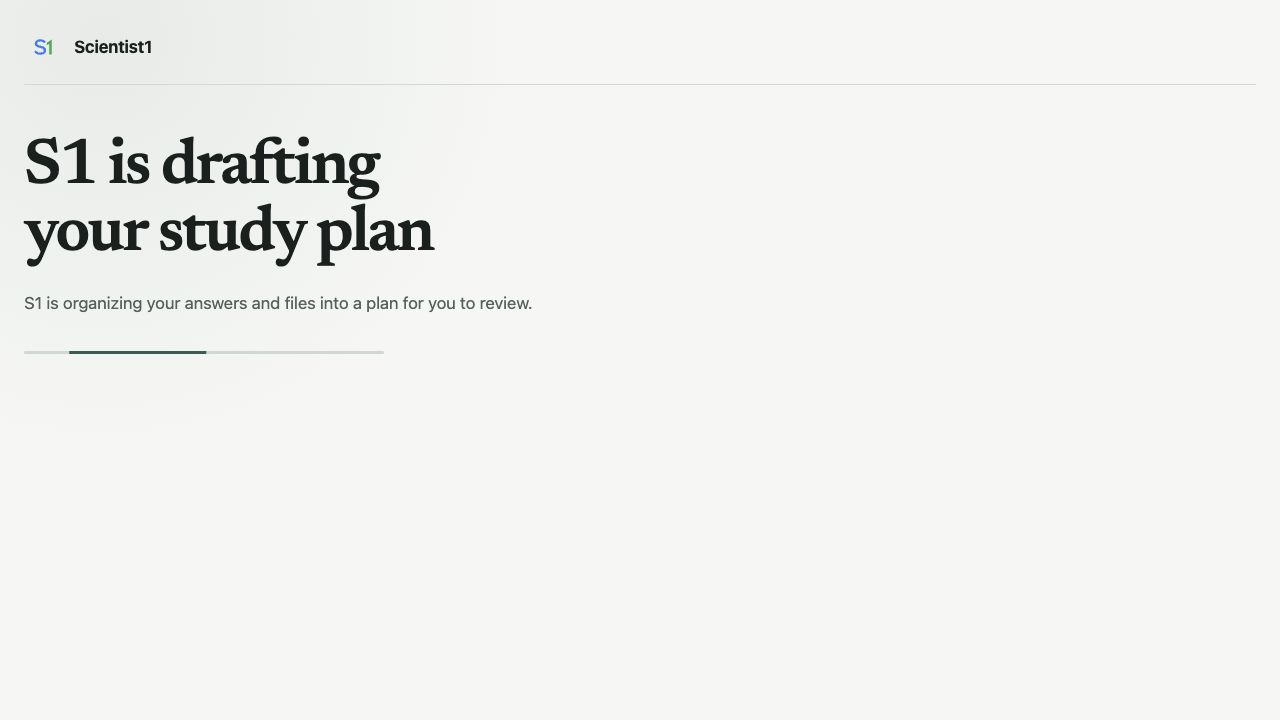 S1 Scientist1
S1 is drafting
your study plan
S1 is organizing your answers and files into a plan for you to review.